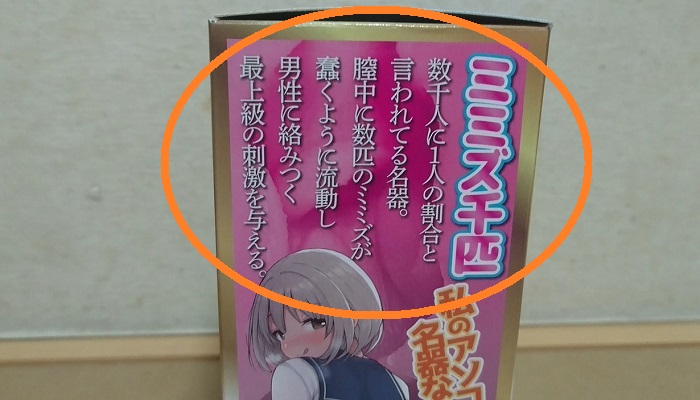 ミミズ千匹
数千人に1人の割合と
言われてる名器。
膣中に数匹のミミズが
蠢くように流動し
男性に絡みつく
最上級の刺激を与える。
私のアソコ
名器な